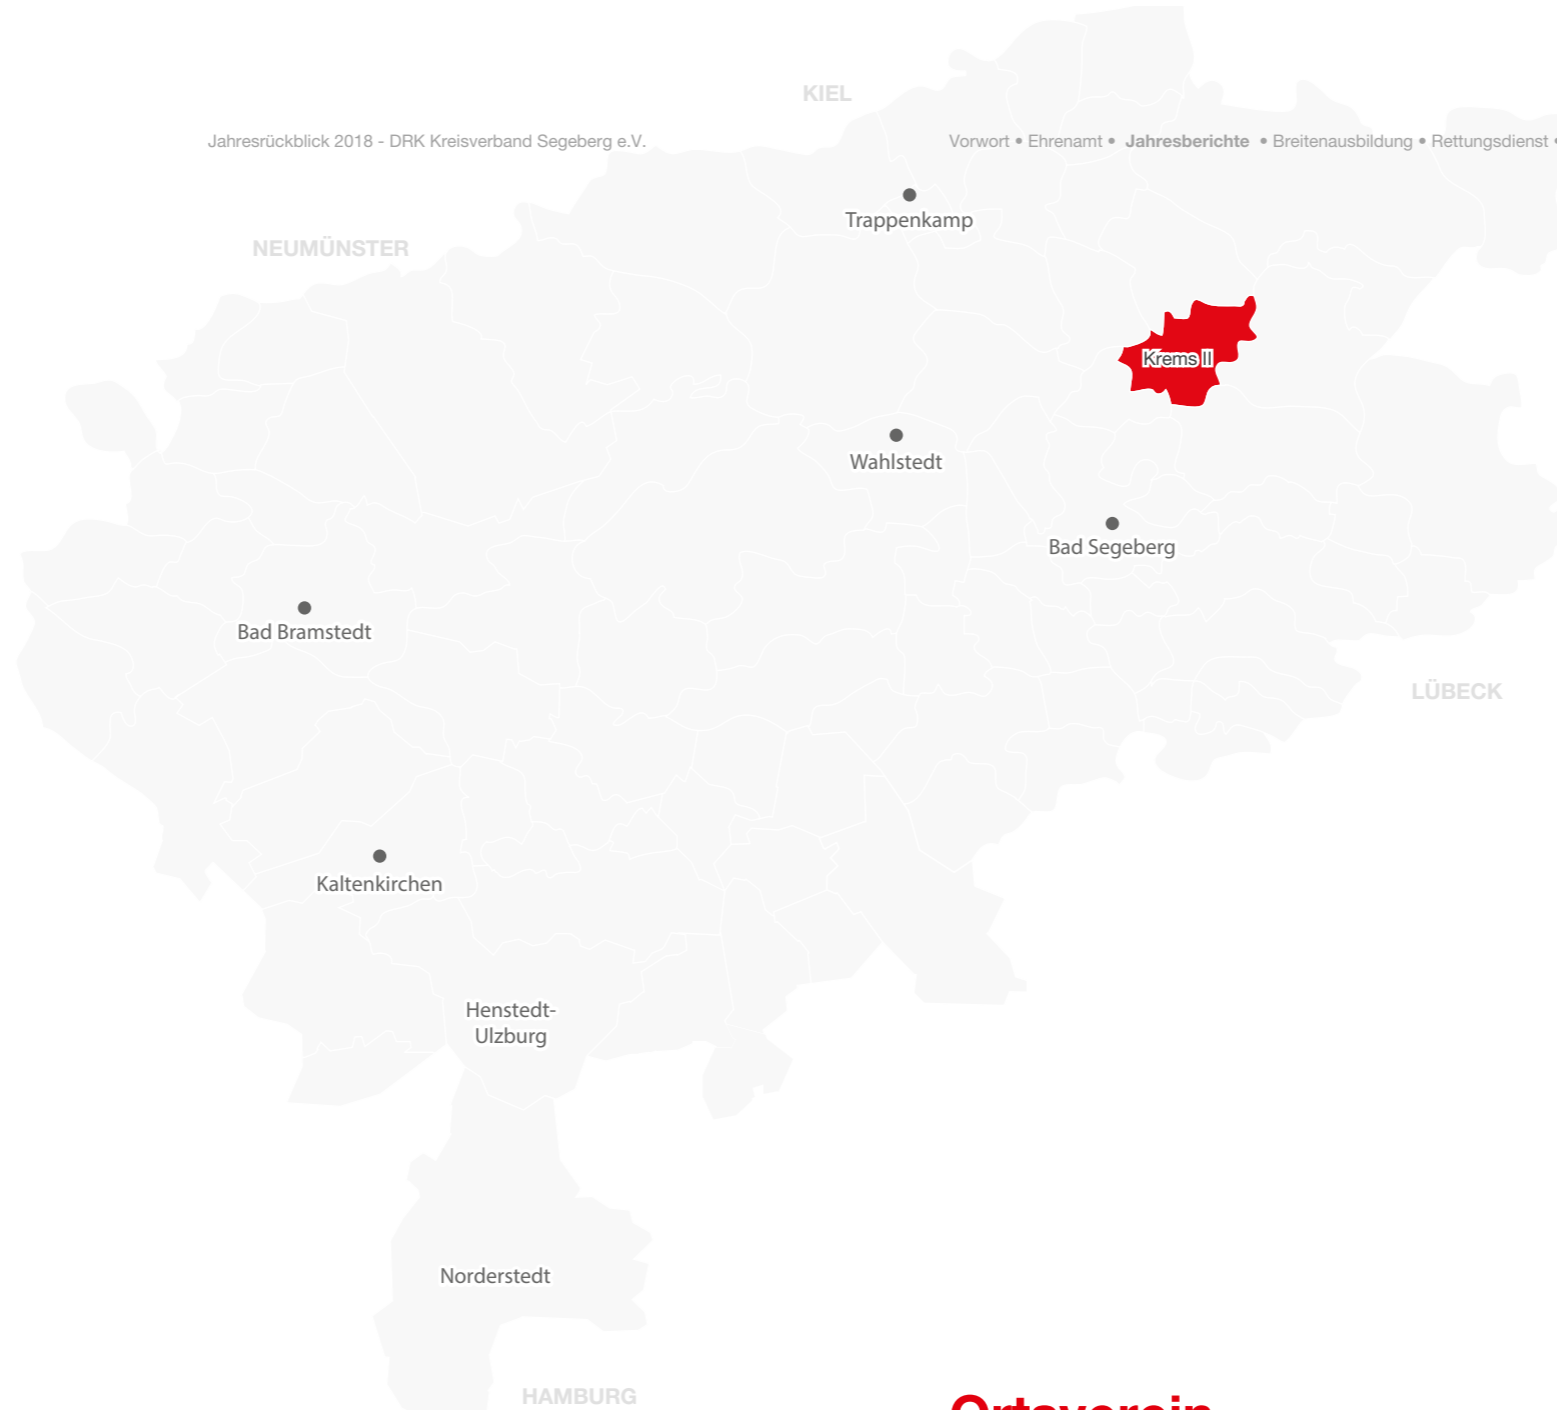 KIEL
Jahresrückblick 2018 - DRK Kreisverband Segeberg e.V.
Vorwort • Ehrenamt • Jahresberichte • Breitenausbildung • Rettungsdienst •
Trappenkamp
NEUMÜNSTER
Krems II
Wahlstedt
Bad Segeberg
Bad Bramstedt
LÜBECK
Kaltenkirchen
Henstedt-
Ulzburg
Norderstedt
HAMBURG
Ortsverein